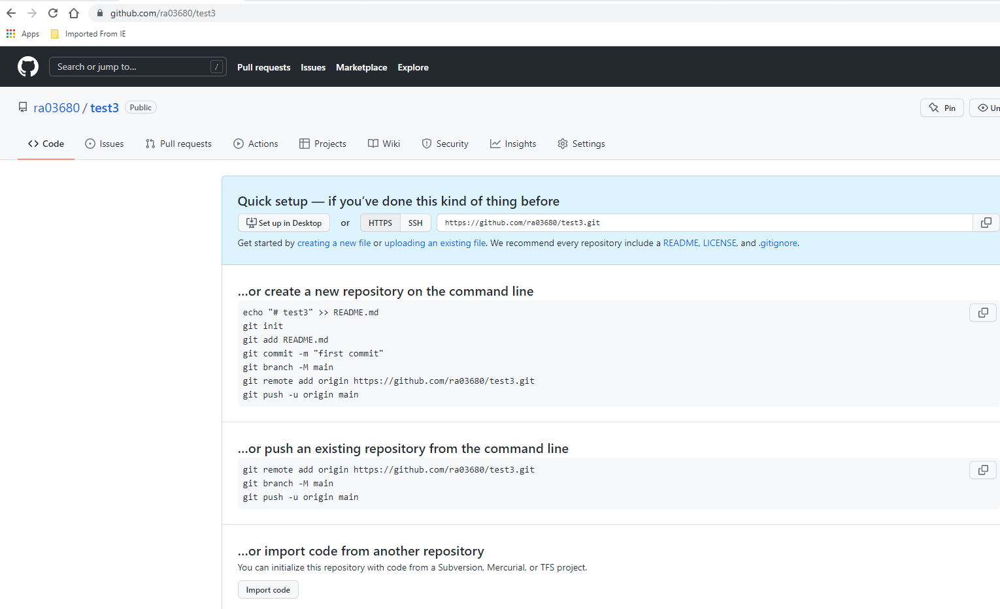 github.com/ra03680/test3
Apps Imported From IE
Search or jump to... / Pull requests Issues Marketplace Explore
ra03680 / test3 Public Pin Un
Code Issues Pull requests Actions Projects Wiki Security Insights Settings
Quick setup — if you’ve done this kind of thing before
Set up in Desktop or HTTPS SSH https://github.com/ra03680/test3.git
Get started by creating a new file or uploading an existing file. We recommend every repository include a README, LICENSE, and .gitignore.
…or create a new repository on the command line
echo "# test3" >> README.md
git init
git add README.md
git commit -m "first commit"
git branch -M main
git remote add origin https://github.com/ra03680/test3.git
git push -u origin main
…or push an existing repository from the command line
git remote add origin https://github.com/ra03680/test3.git
git branch -M main
git push -u origin main
…or import code from another repository
You can initialize this repository with code from a Subversion, Mercurial, or TFS project.
Import code